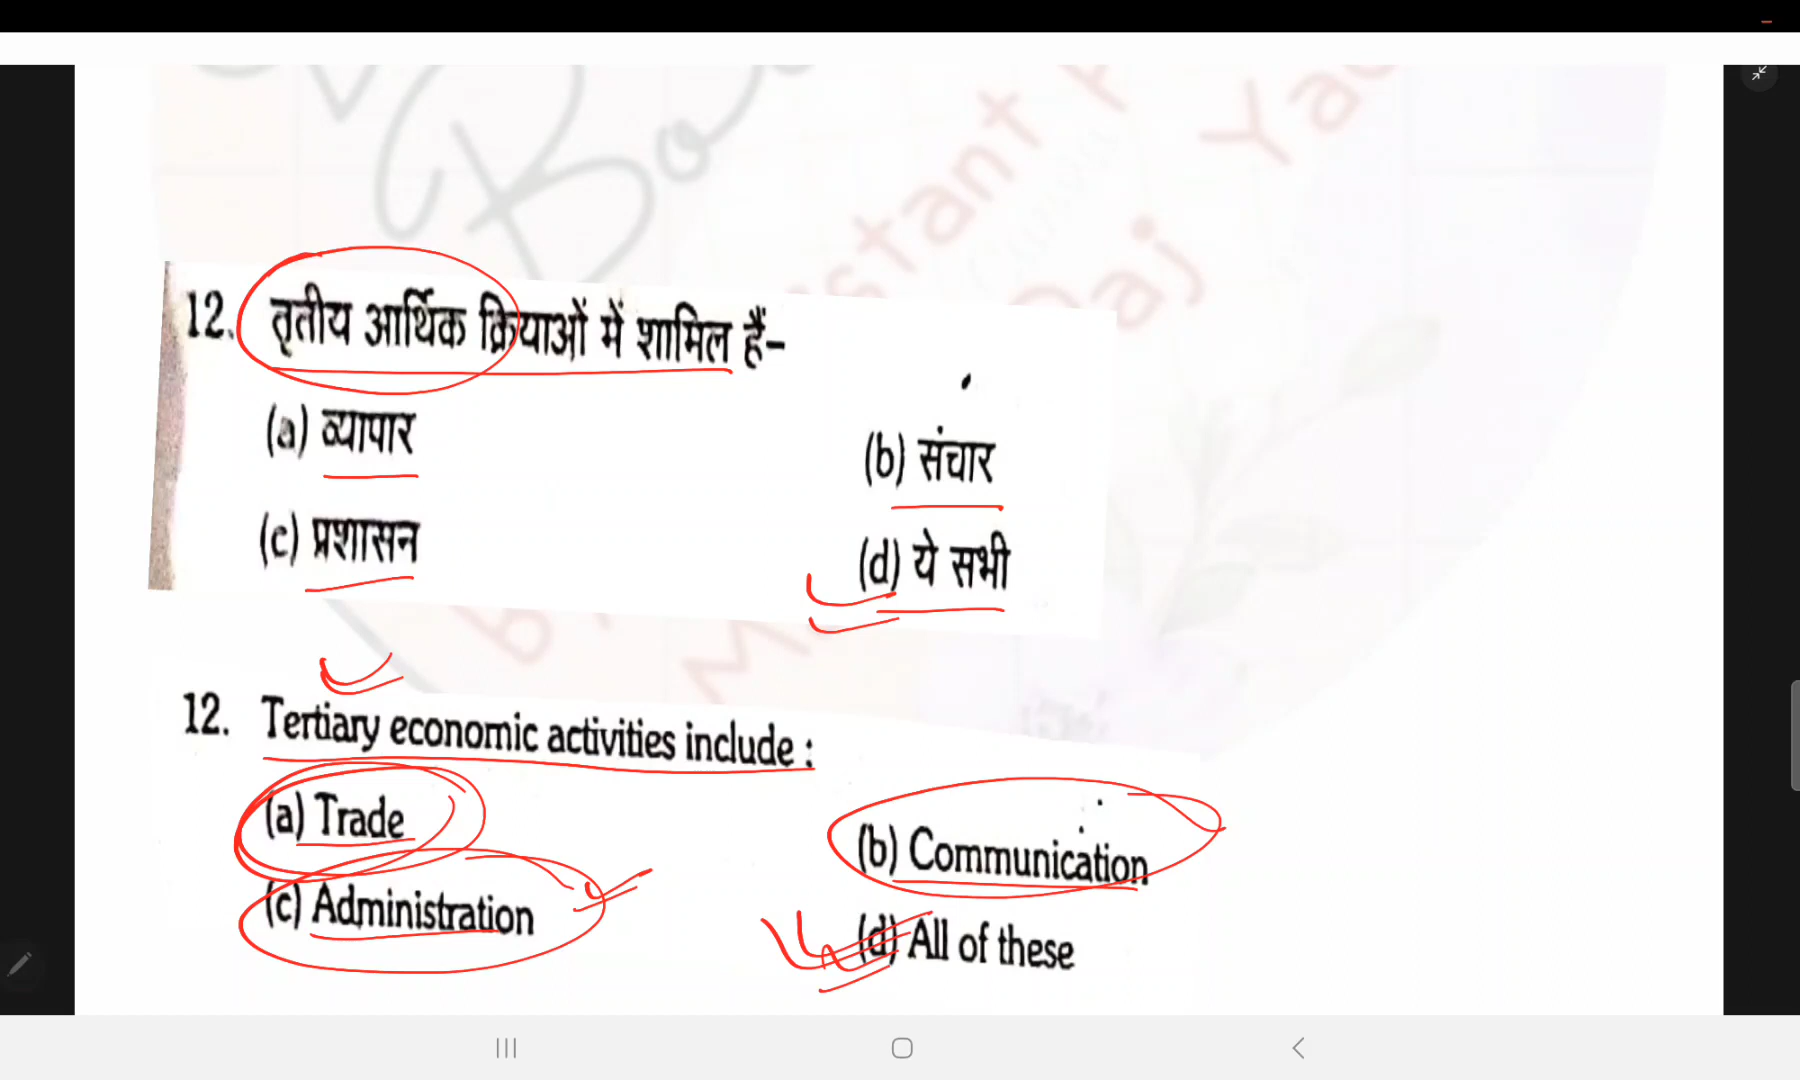 12. तृतीय आर्थिक क्रियाओं में शामिल हैं-
(a) व्यापार (b) संचार
(c) प्रशासन (d) ये सभी
12. Tertiary economic activities include :
(a) Trade (b) Communication
(c) Administration (d) All of these